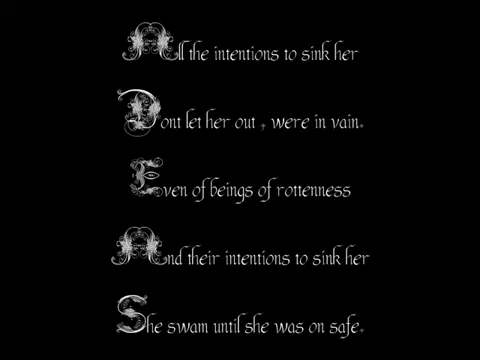 All the intentions to sink her
Dont let her out , were in vain.
Even of beings of rottenness
And their intentions to sink her
She swam until she was on safe.